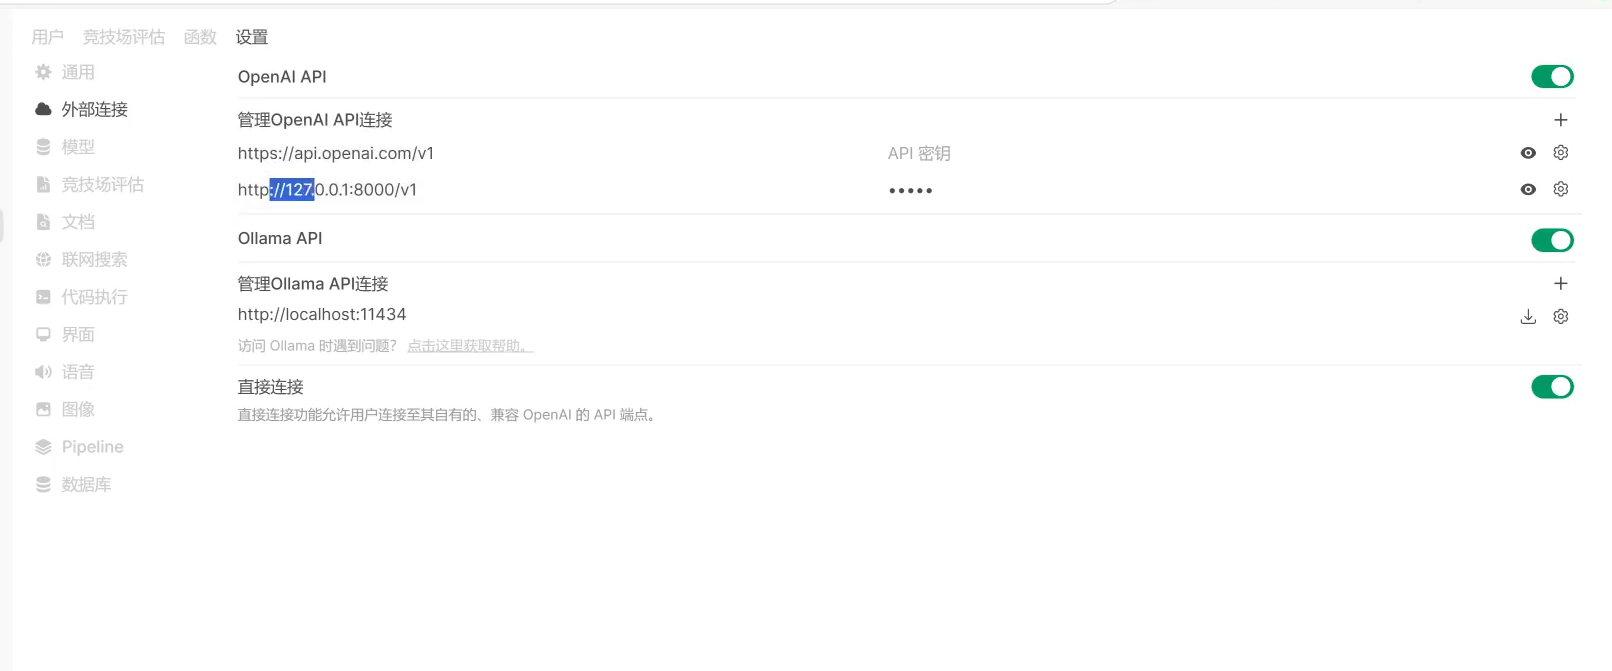 用户 竞技场评估 函数 设置
通用
外部连接
模型
竞技场评估
文档
联网搜索
代码执行
界面
语音
图像
Pipeline
数据库
OpenAI API
管理OpenAI API连接
https://api.openai.com/v1 API 密钥
http://127.0.0.1:8000/v1 •••••
Ollama API
管理Ollama API连接
http://localhost:11434
访问 Ollama 时遇到问题? 点击这里获取帮助。
直接连接
直接连接功能允许用户连接至其自有的、兼容 OpenAI 的 API 端点。